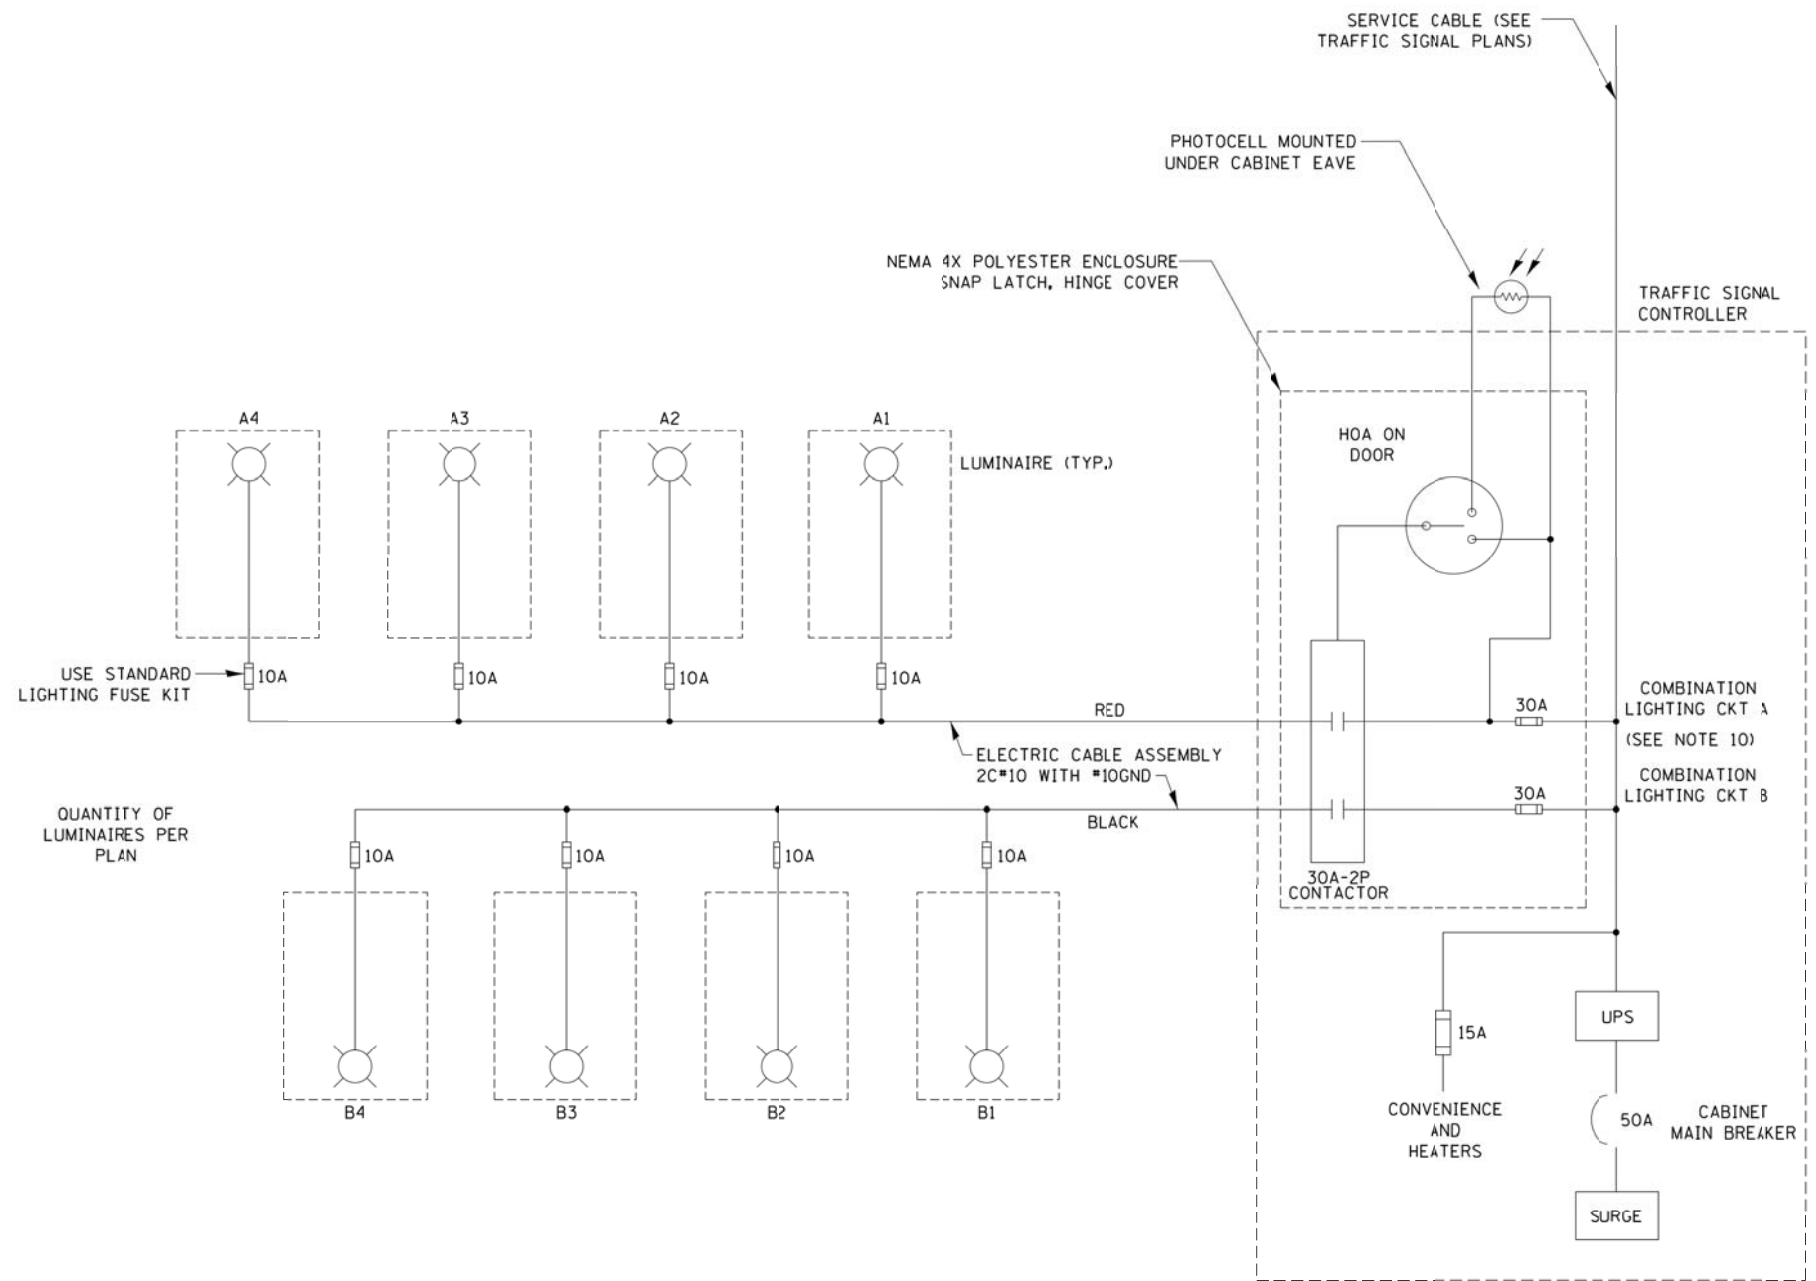 SERVICE CABLE (SEE
TRAFFIC SIGNAL PLANS)
PHOTOCELL MOUNTED
UNDER CABINET EAVE
NEMA 4X POLYESTER ENCLOSURE
SNAP LATCH, HINGE COVER
TRAFFIC SIGNAL
CONTROLLER
HOA ON
DOOR
A4
A3
A2
A1
LUMINAIRE (TYP.)
USE STANDARD
LIGHTING FUSE KIT
10A
10A
10A
10A
RED
30A
COMBINATION
LIGHTING CKT A
(SEE NOTE 10)
ELECTRIC CABLE ASSEMBLY
2C#10 WITH #10GND
COMBINATION
LIGHTING CKT B
30A
BLACK
QUANTITY OF
LUMINAIRES PER
PLAN
10A
10A
10A
10A
30A-2P
CONTACTOR
B4
B3
B2
B1
UPS
15A
CONVENIENCE
AND
HEATERS
50A
CABINET
MAIN BREAKER
SURGE